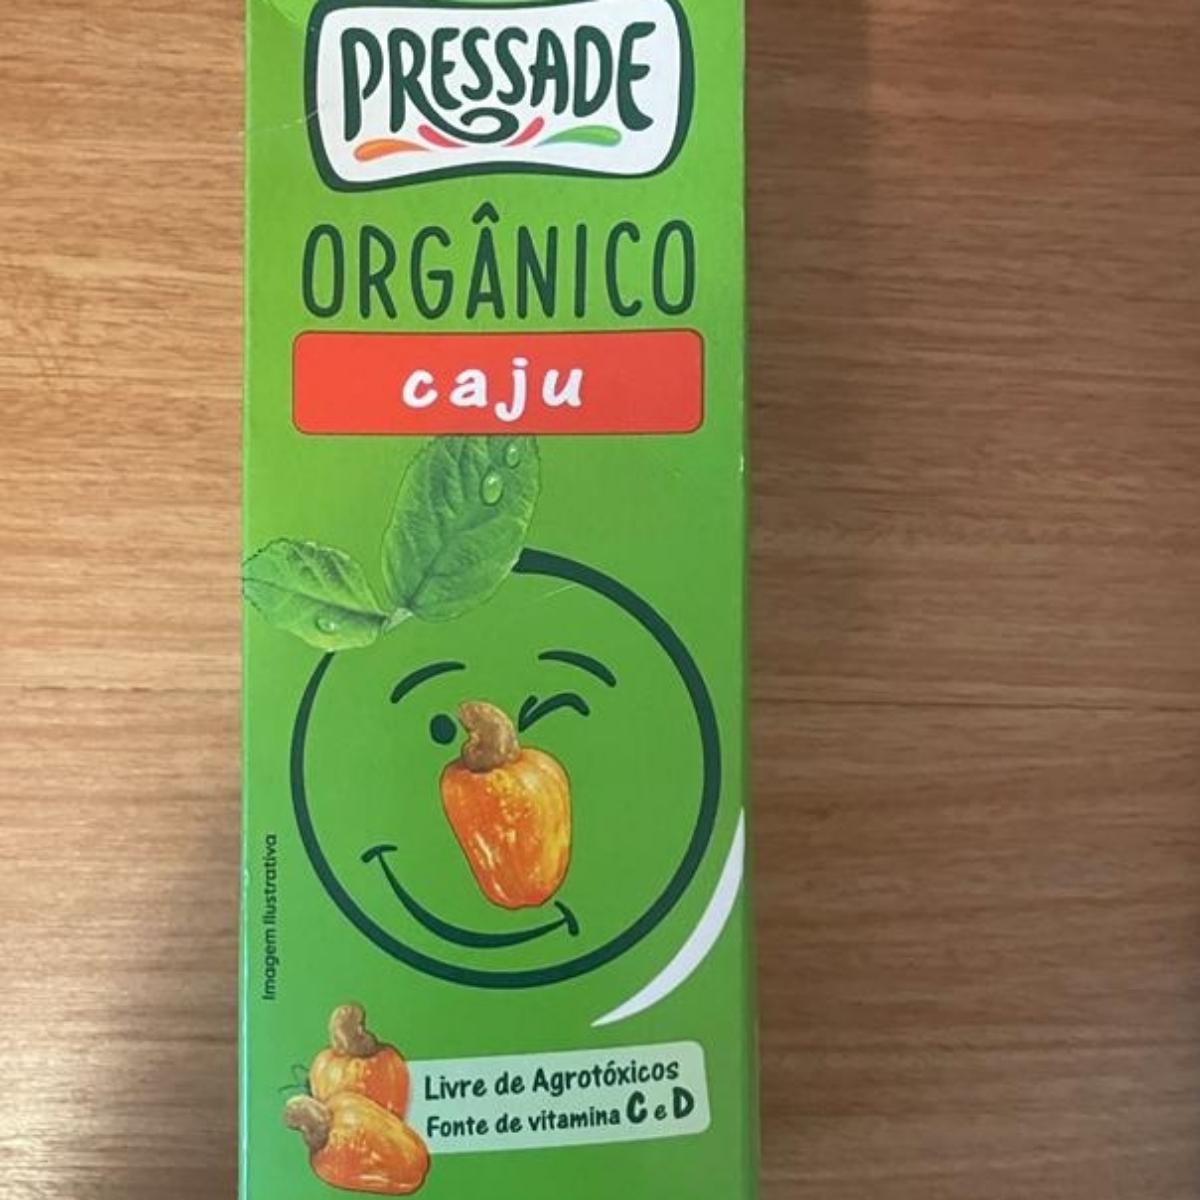 PRESSADE
ORGÂNICO
caju
Imagem Ilustrativa
Livre de Agrotóxicos
Fonte de vitamina C e D